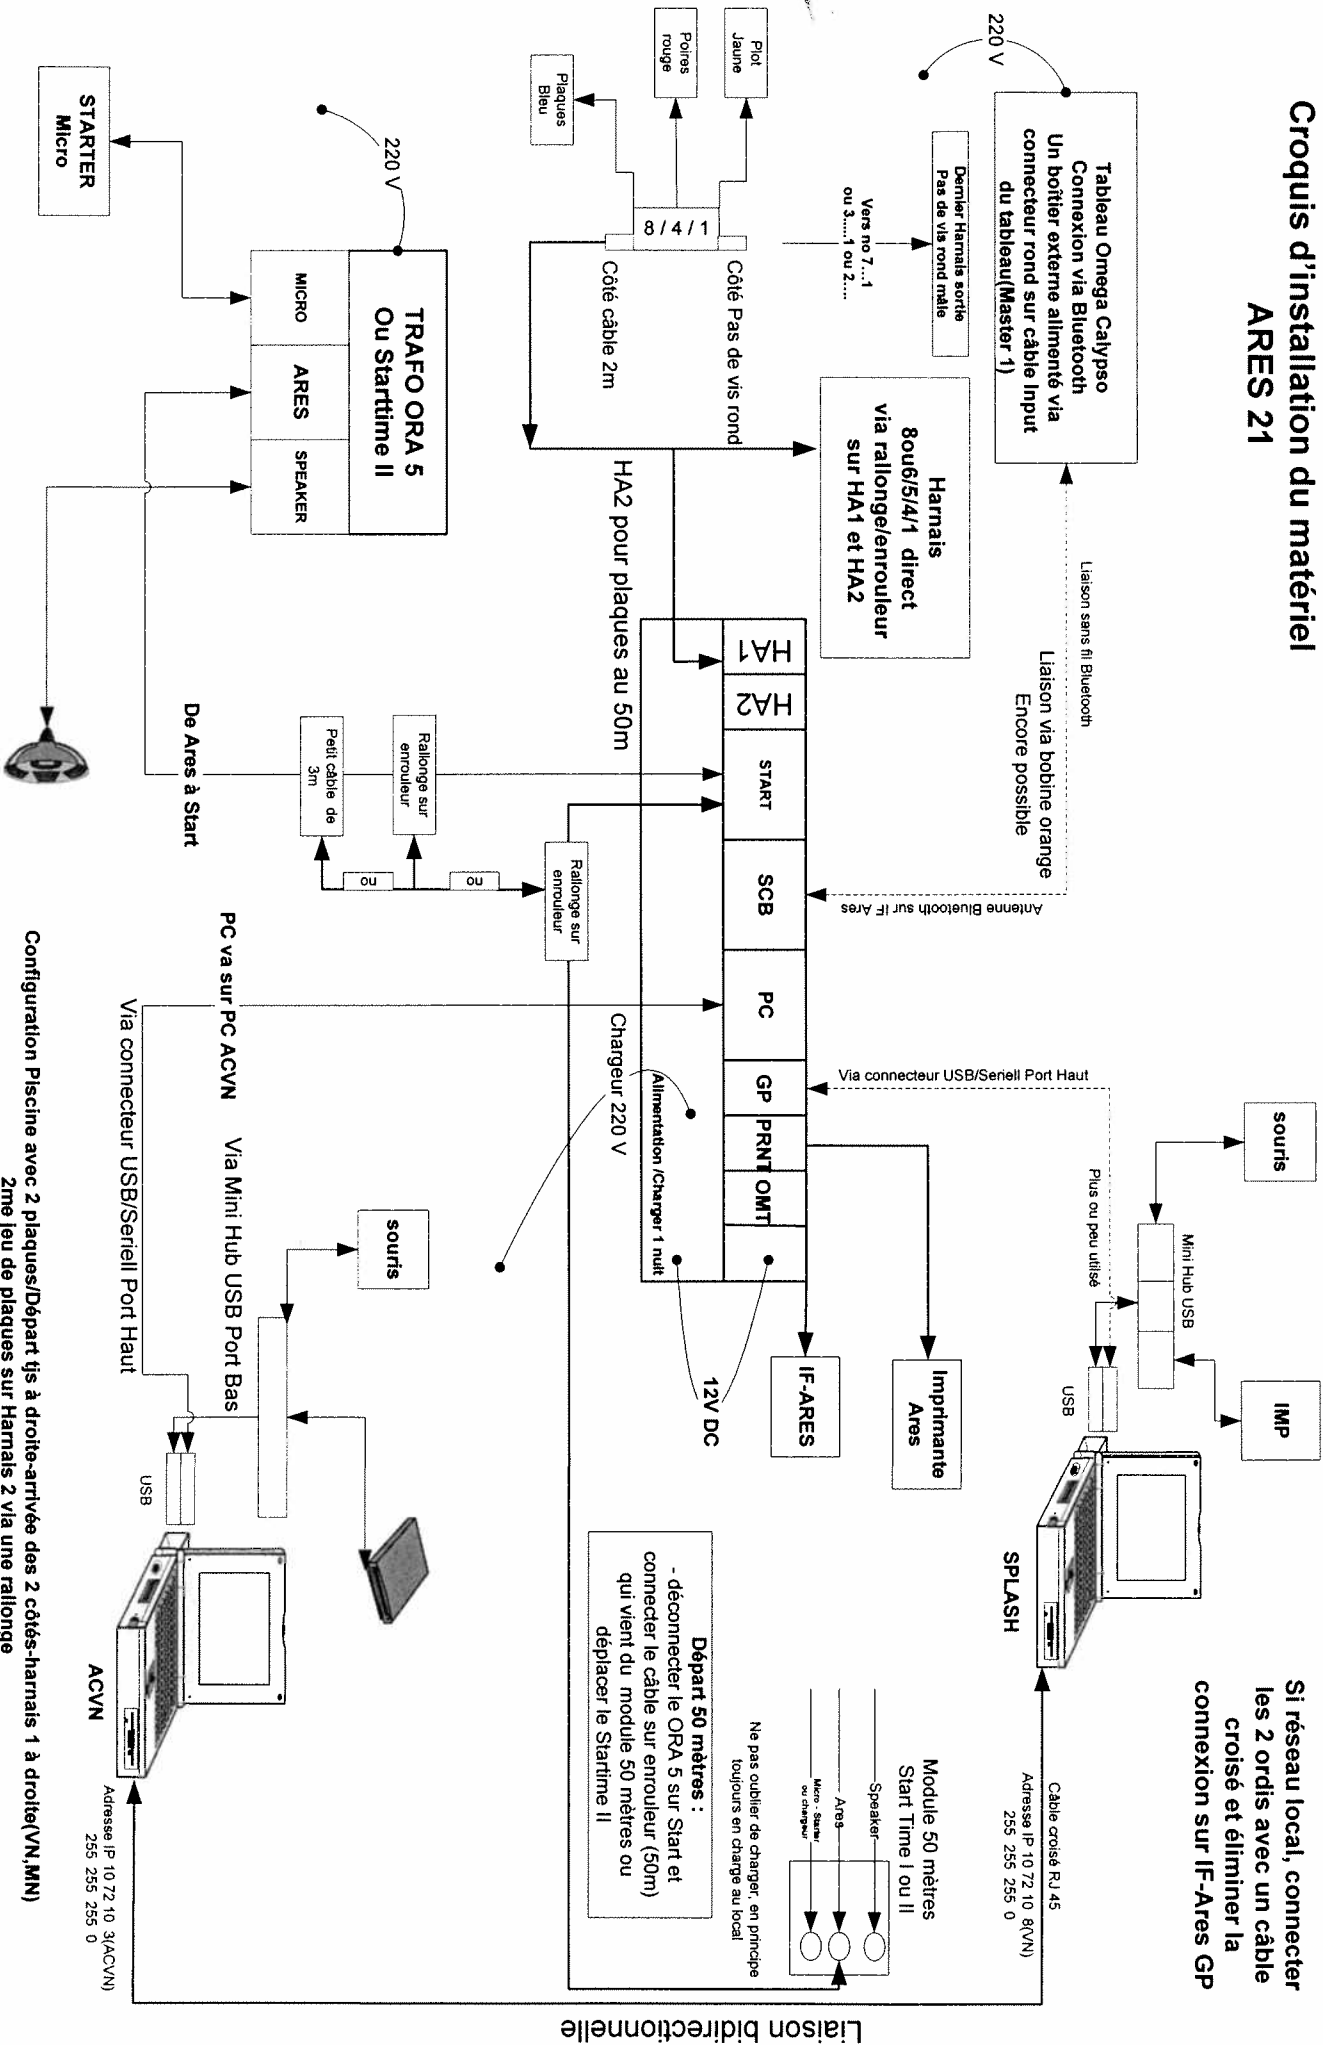 Croquis d'installation du matériel
ARES 21
Tableau Omega Calypso
Connexion via Bluetooth
Un boîtier externe alimenté via
connecteur rond sur câble Input
du tableau(Master 1)
220 V
Liaison sans fil Bluetooth
Liaison via bobine orange
Encore possible
Antenne Bluetooth sur IF Ares
Dernier Harnais sortie
Pas de vis rond mâle
Vers no 7...1
ou 3.....1 ou 2....
Harnais
8ou6/5/4/1 direct
via rallonge/enrouleur
sur HA1 et HA2
Plot
Jaune
Poires
rouge
Plaques
Bleu
8 / 4 / 1
Côté Pas de vis rond
Côté câble 2m
HA2 pour plaques au 50m
HA1
HA2
START
SCB
PC
GP
PRNT
OMT
Alimentation /Charger 1 nuit
Chargeur 220 V
12V DC
IF-ARES
Imprimante
Ares
Via connecteur USB/Seriell Port Haut
Plus ou peu utilsé
souris
Mini Hub USB
IMP
USB
SPLASH
Si réseau local, connecter
les 2 ordis avec un câble
croisé et éliminer la
connexion sur IF-Ares GP
Câble croisé RJ 45
Adresse IP 10 72 10 8(VN)
255 255 255 0
Module 50 mètres
Start Time I ou II
Speaker
Ares
Micro - Starter
ou chargeur
Ne pas oublier de charger, en principe
toujours en charge au local
Départ 50 mètres :
- déconnecter le ORA 5 sur Start et
connecter le câble sur enrouleur (50m)
qui vient du module 50 mètres ou
déplacer le Startime II
Liaison bidirectionnelle
220 V
STARTER
Micro
TRAFO ORA 5
Ou Starttime II
MICRO
ARES
SPEAKER
De Ares à Start
Petit câble de
3m
Rallonge sur
enrouleur
ou
ou
Rallonge sur
enrouleur
PC va sur PC ACVN
Via connecteur USB/Seriell Port Haut
Via Mini Hub USB Port Bas
souris
USB
ACVN
Adresse IP 10 72 10 3(ACVN)
255 255 255 0
Configuration Piscine avec 2 plaques/Départ tjs à droite-arrivée des 2 côtés-harnais 1 à droite(VN,MN)
2me jeu de plaques sur Harnais 2 via une rallonge